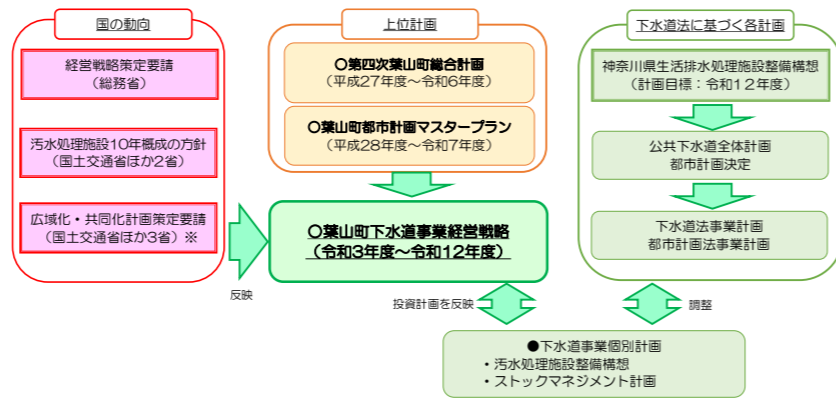 国の動向
経営戦略策定要請
(総務省)
汚水処理施設10年概成の方針
(国土交通省ほか2省)
広域化・共同化計画策定要請
(国土交通省ほか3省)※
反映
上位計画
〇第四次葉山町総合計画
(平成27年度~令和6年度)
〇葉山町都市計画マスタープラン
(平成28年度~令和7年度)
〇葉山町下水道事業経営戦略
(令和3年度~令和12年度)
下水道法に基づく各計画
神奈川県生活排水処理施設整備構想
(計画目標:令和12年度)
公共下水道全体計画
都市計画決定
下水道法事業計画
都市計画法事業計画
投資計画を反映
調整
●下水道事業個別計画
・汚水処理施設整備構想
・ストックマネジメント計画